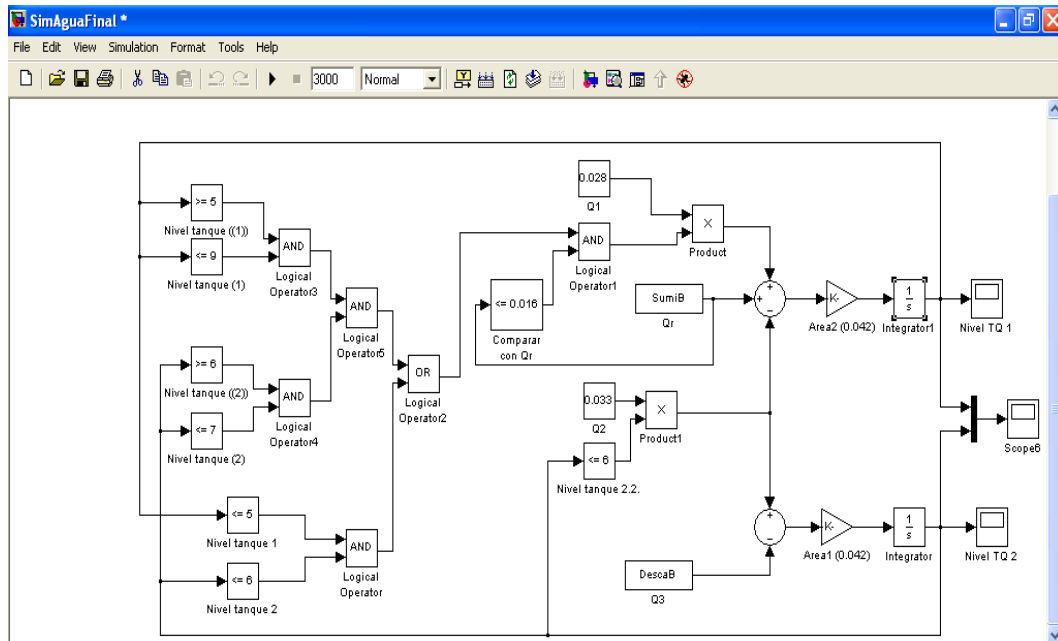 SimAguaFinal *
File Edit View Simulation Format Tools Help
3000 Normal
>= 5
Nivel tanque ((1))
<= 9
Nivel tanque (1)
AND
Logical
Operator3
AND
Logical
Operator5
>= 6
Nivel tanque ((2))
<= 7
Nivel tanque (2)
AND
Logical
Operator4
OR
Logical
Operator2
<= 5
Nivel tanque 1
<= 6
Nivel tanque 2
AND
Logical
Operator
0.028
Q1
AND
Logical
Operator1
X
Product
<= 0.016
Comparar
con Qr
SumiB
Qr
0.033
Q2
X
Product1
<= 6
Nivel tanque 2.2.
DescaB
Q3
+
+
−
K-
Area2 (0.042)
1
s
Integrator1
Nivel TQ 1
Scope6
+
−
K-
Area1 (0.042)
1
s
Integrator
Nivel TQ 2